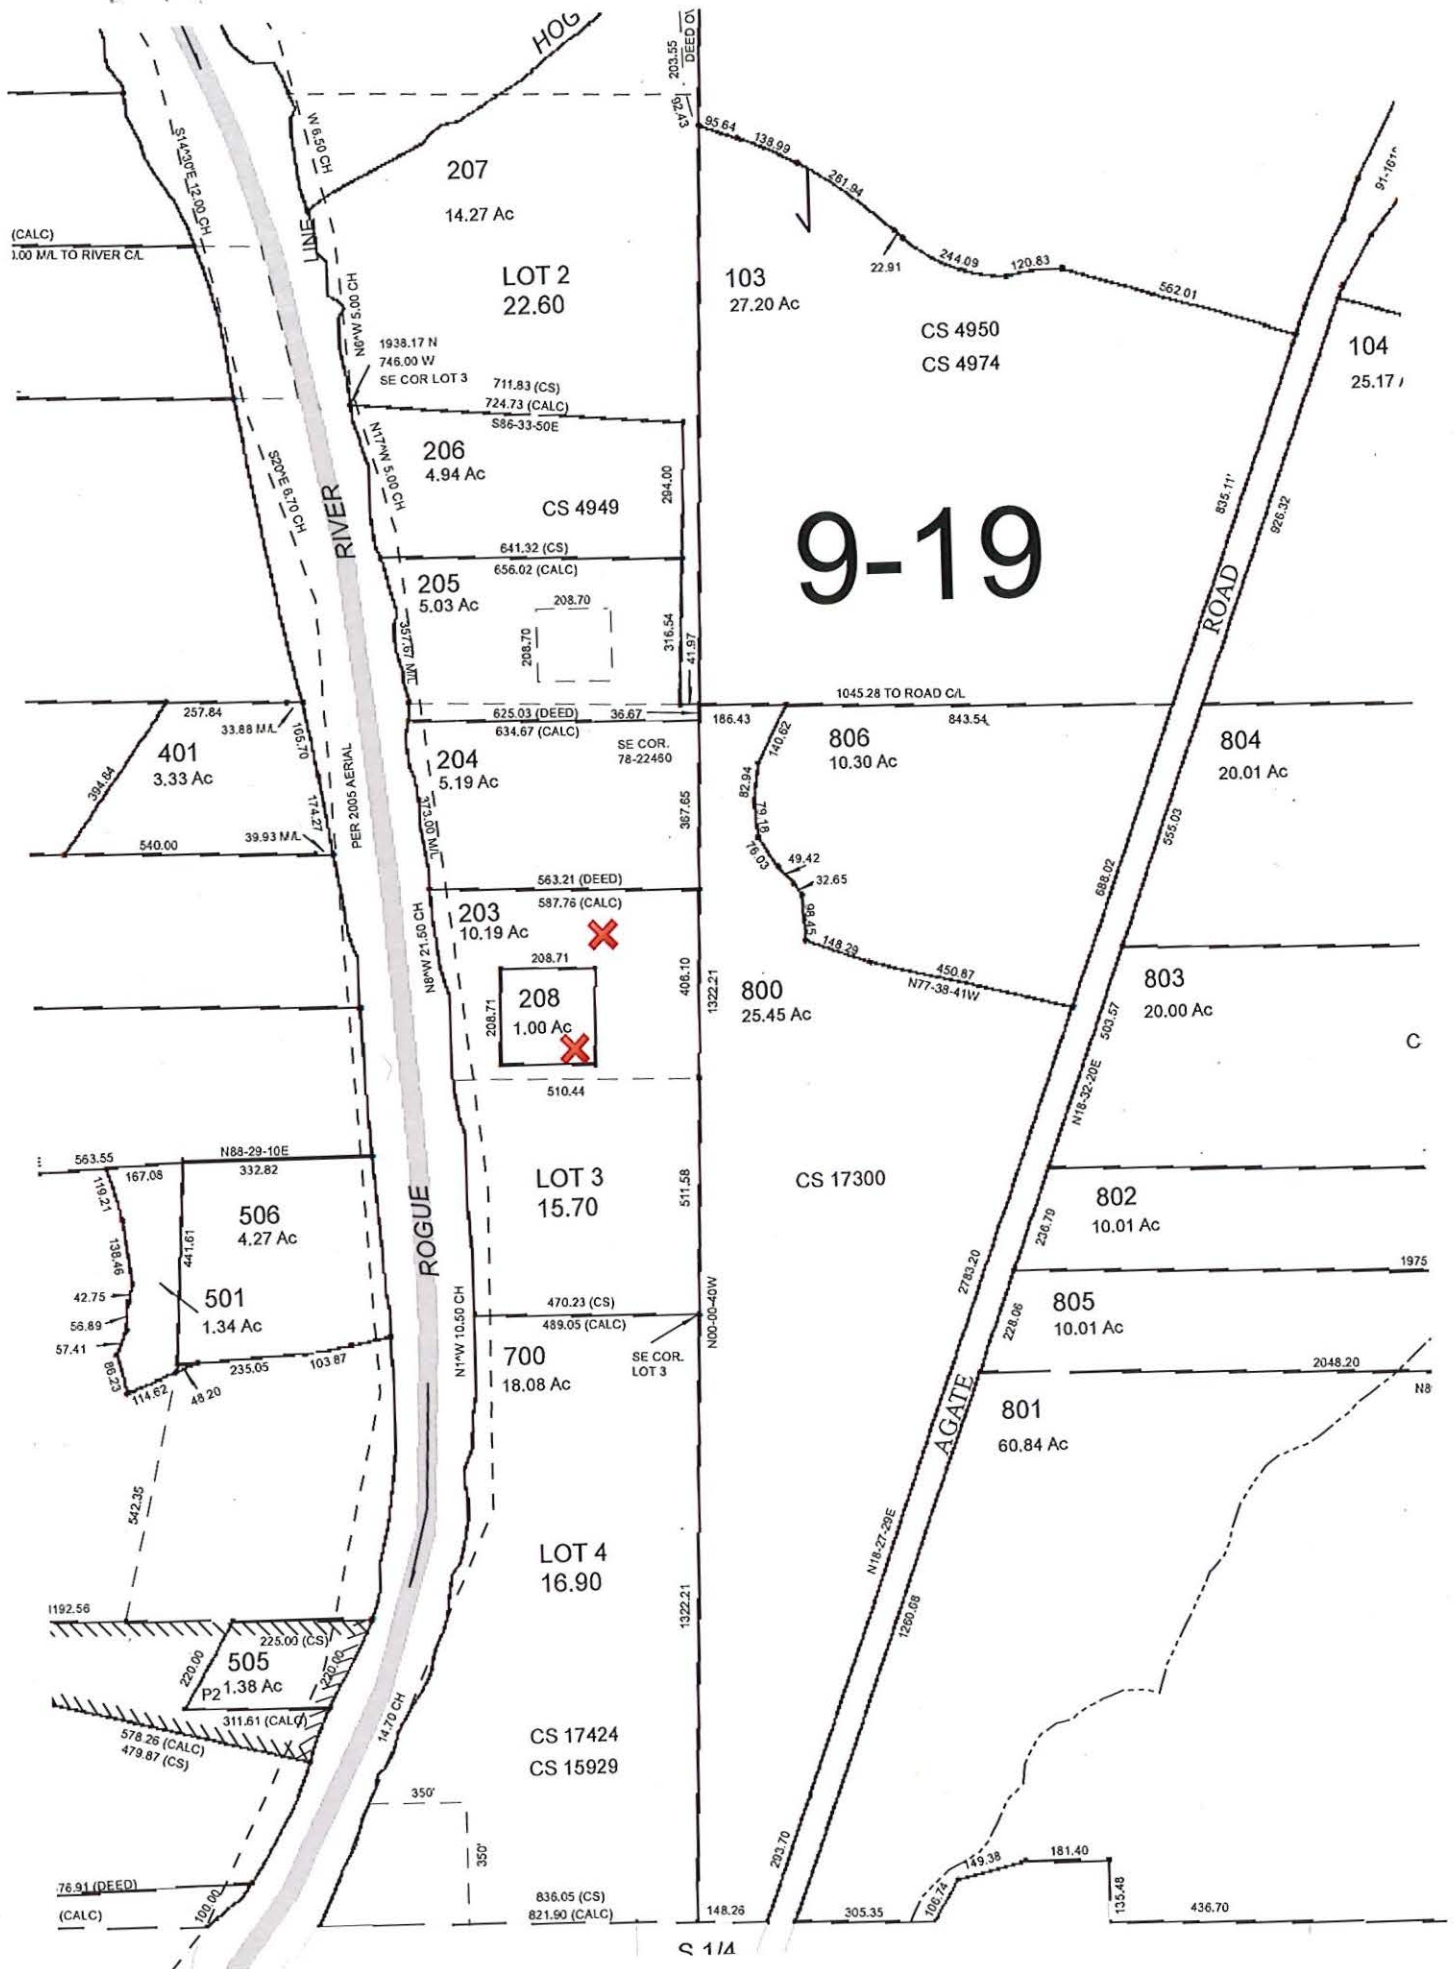 HOG
203.55
DEED
92.43
95.64
138.99
261.94
22.91
244.09
120.83
562.01
W 6.50 CH
S14^30'E 12.00 CH
207
14.27 Ac
LINE
(CALC)
0.00 M/L TO RIVER C/L
LOT 2
22.60
103
27.20 Ac
CS 4950
CS 4974
104
25.17
N6^W 5.00 CH
1938.17 N
746.00 W
SE COR LOT 3
711.83 (CS)
724.73 (CALC)
S86-33-50E
206
4.94 Ac
N17^W 5.00 CH
S20^E 6.70 CH
RIVER
CS 4949
294.00
835.11'
926.32
9-19
641.32 (CS)
656.02 (CALC)
205
5.03 Ac
208.70
208.70
357.67 M/L
316.54
41.97
ROAD
1045.28 TO ROAD C/L
257.84
33.88 M/L
165.70
625.03 (DEED)
36.67
634.67 (CALC)
186.43
843.54
140.62
401
3.33 Ac
394.64
174.27
PER 2005 AERIAL
204
5.19 Ac
373.00 M/L
SE COR.
78-22460
367.65
82.94
79.18
76.03
49.42
32.65
98.45
806
10.30 Ac
804
20.01 Ac
555.03
688.02
540.00
39.93 M/L
563.21 (DEED)
587.76 (CALC)
203
10.19 Ac
N8^W 21.50 CH
208.71
208.71
208
1.00 Ac
510.44
406.10
1322.21
148.29
450.87
N77-38-41W
800
25.45 Ac
803
20.00 Ac
503.57
N18-32-20E
C
563.55
167.08
N88-29-10E
332.82
119.21
138.46
441.61
506
4.27 Ac
ROGUE
LOT 3
15.70
511.58
CS 17300
802
10.01 Ac
236.79
42.75
56.89
57.41
86.23
114.62
48.20
501
1.34 Ac
235.05
103.87
N1^W 10.50 CH
470.23 (CS)
489.05 (CALC)
N00-00-40W
2783.20
1975
228.06
805
10.01 Ac
700
18.08 Ac
SE COR.
LOT 3
2048.20
N8
AGATE
801
60.84 Ac
542.35
N18-27-29E
LOT 4
16.90
1322.21
1260.68
1192.56
225.00 (CS)
220.00
220.00
505
P2
1.38 Ac
311.61 (CALC)
578.26 (CALC)
479.87 (CS)
14.70 CH
CS 17424
CS 15929
350'
350'
293.70
149.38
181.40
106.74
135.48
76.91 (DEED)
(CALC)
100.00
836.05 (CS)
821.90 (CALC)
148.26
305.35
436.70
S 1/4